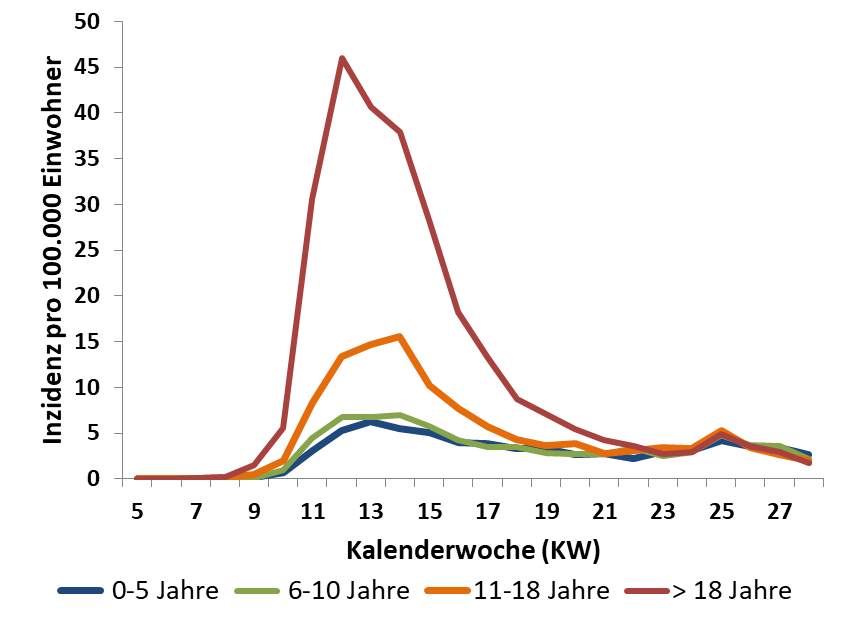 Inzidenz pro 100.000 Einwohner
50
45
40
35
30
25
20
15
10
5
0
5 7 9 11 13 15 17 19 21 23 25 27
Kalenderwoche (KW)
0-5 Jahre 6-10 Jahre 11-18 Jahre > 18 Jahre